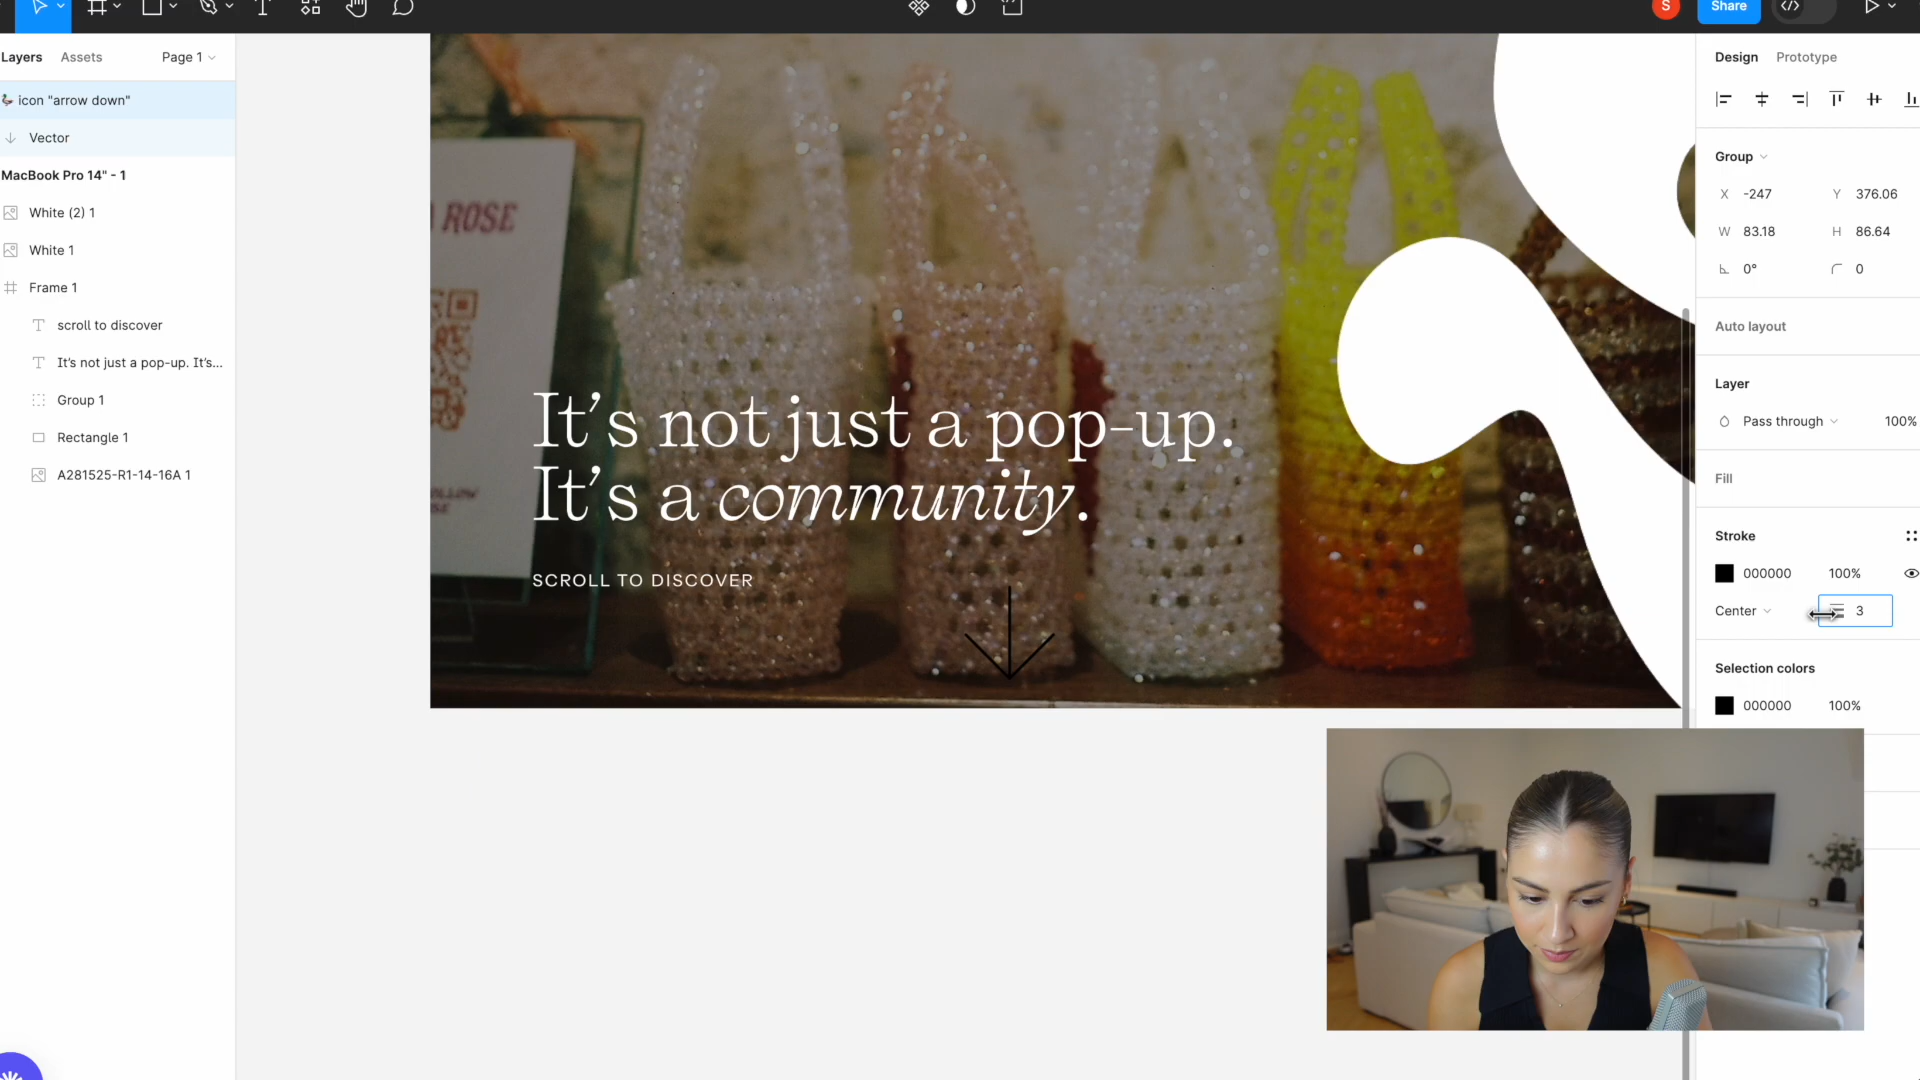 S
Share
Layers
Assets
Page 1
Design
Prototype
icon "arrow down"
Vector
MacBook Pro 14" - 1
White (2) 1
White 1
Frame 1
scroll to discover
It's not just a pop-up. It's...
Group 1
Rectangle 1
A281525-R1-14-16A 1
ROSE
It's not just a pop-up.
It's a community.
SCROLL TO DISCOVER
Group
X -247
Y 376.06
W 83.18
H 86.64
0°
0
Auto layout
Layer
Pass through
100%
Fill
Stroke
000000
100%
Center
3
Selection colors
000000
100%